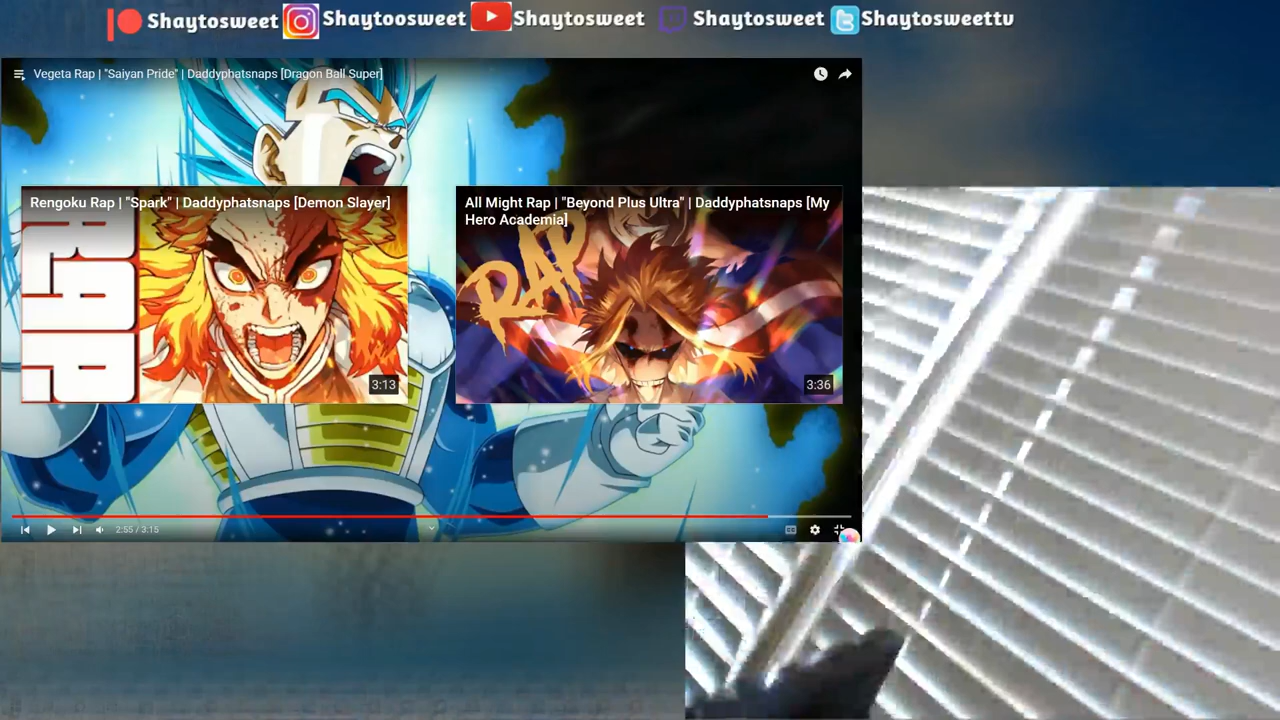 Shaytosweet Shaytoosweet Shaytosweet Shaytosweet Shaytosweettv
Vegeta Rap | "Saiyan Pride" | Daddyphatsnaps [Dragon Ball Super]
Rengoku Rap | "Spark" | Daddyphatsnaps [Demon Slayer]
RAP
3:13
All Might Rap | "Beyond Plus Ultra" | Daddyphatsnaps [My
Hero Academia]
RAP
3:36
2:55 / 3:15